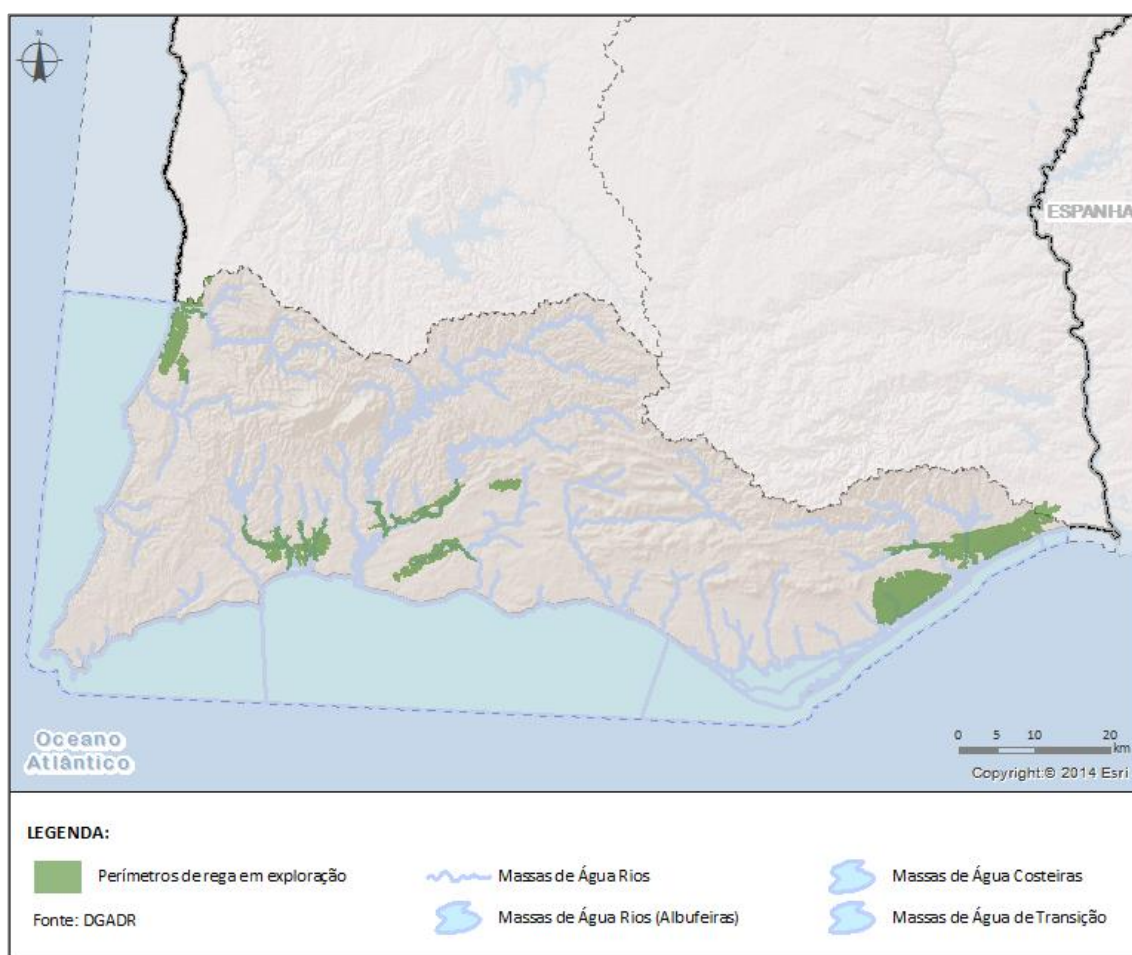 N
ESPANHA
Oceano
Atlântico
0 5 10 20
km
Copyright:© 2014 Esri
LEGENDA:
Perímetros de rega em exploração
Massas de Água Rios
Massas de Água Costeiras
Fonte: DGADR
Massas de Água Rios (Albufeiras)
Massas de Água de Transição